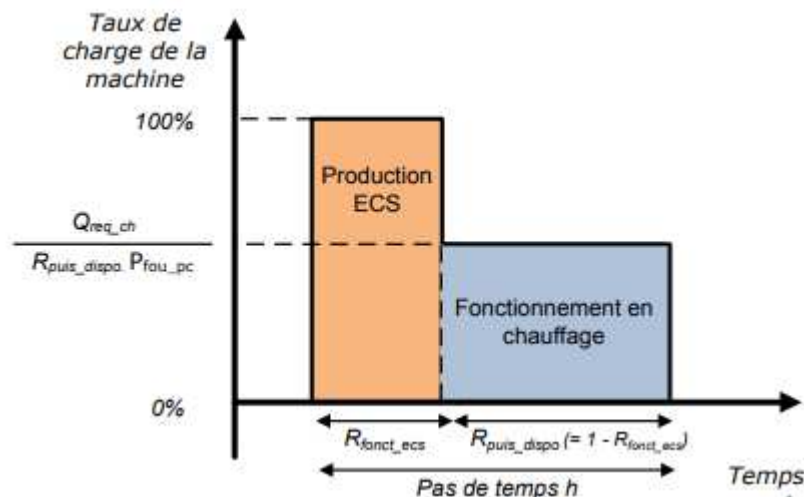 Taux de
charge de la
machine
100%
Production
ECS
Q_req_ch
R_puis_dispo. P_fou_pc
Fonctionnement en
chauffage
0%
R_fonct_ecs
R_puis_dispo (= 1 - R_fonct_ecs)
Pas de temps h
Temps